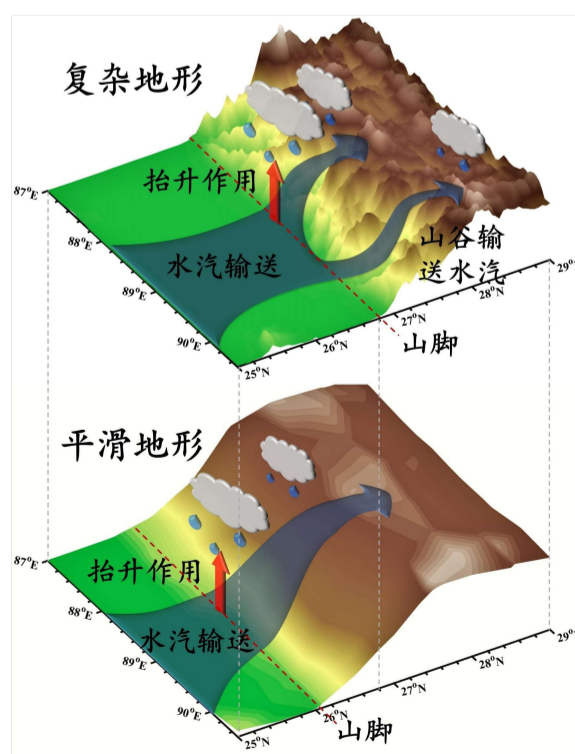 复杂地形
抬升作用
水汽输送
山谷输
送水汽
山脚
87°E
88°E
89°E
90°E
25°N
26°N
27°N
28°N
29°
平滑地形
抬升作用
水汽输送
山脚
87°E
88°E
89°E
90°E
25°N
26°N
27°N
28°N
29°